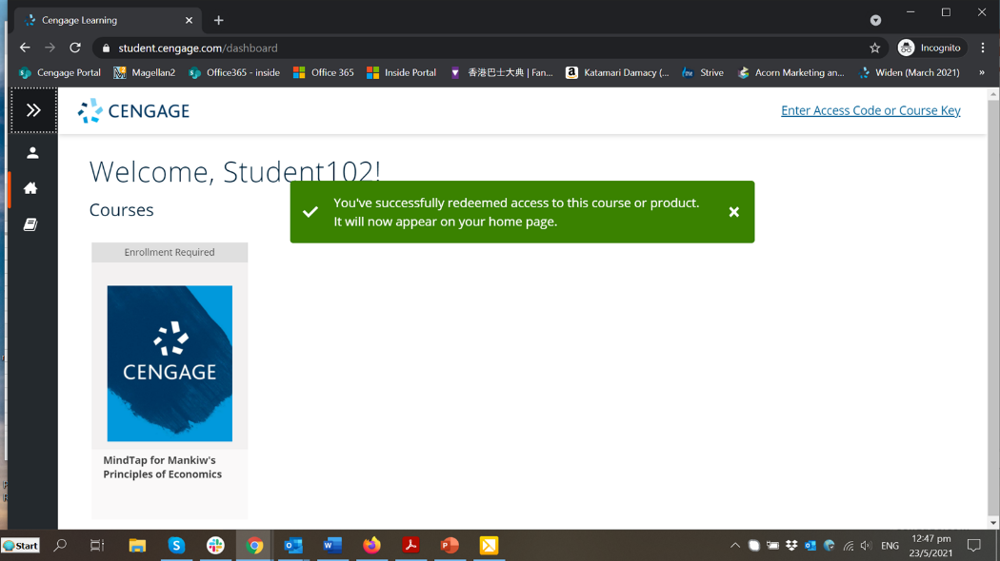 Cengage Learning
student.cengage.com/dashboard
Incognito
Cengage Portal Magellan2 Office365 - inside Office 365 Inside Portal 香港巴士大典 | Fan... Katamari Damacy (... Strive Acorn Marketing an... Widen (March 2021) »
CENGAGE
Enter Access Code or Course Key
Welcome, Student102!
Courses
You've successfully redeemed access to this course or product.
It will now appear on your home page.
Enrollment Required
CENGAGE
MindTap for Mankiw's
Principles of Economics
Start
ENG
12:47 pm
23/5/2021